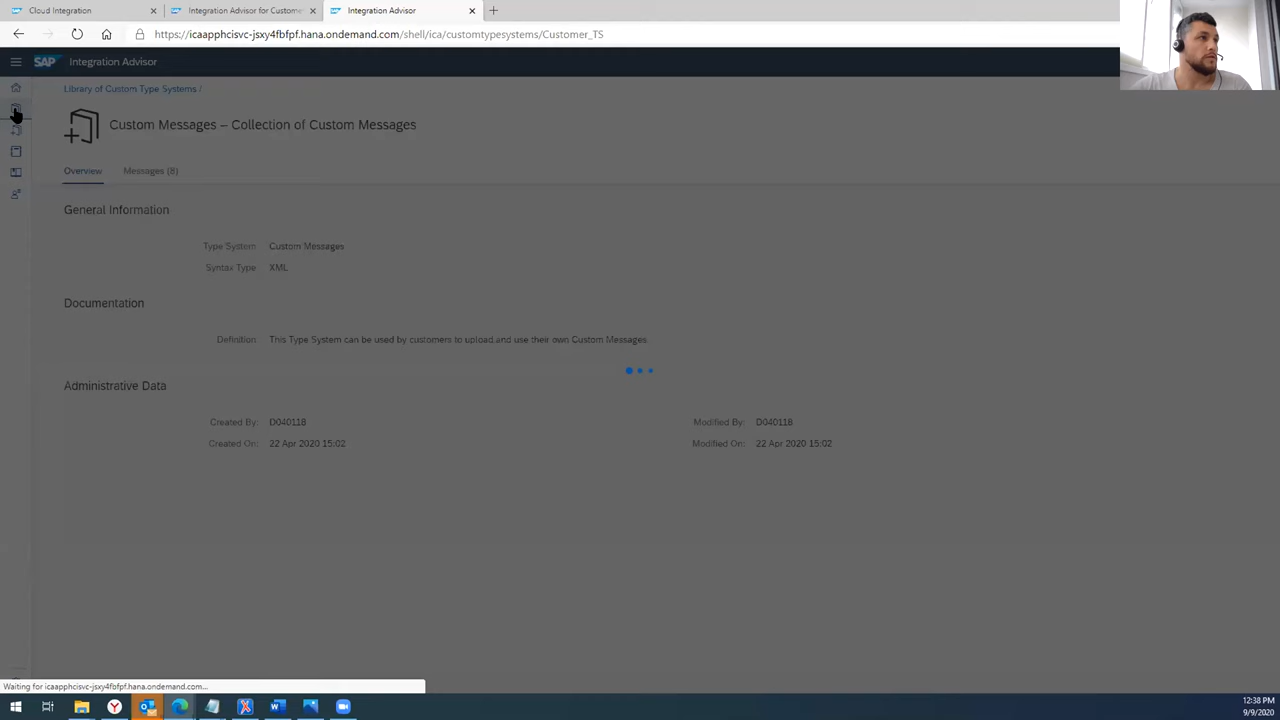 Cloud Integration
Integration Advisor for Custome
Integration Advisor
https://icaapphcisvc-jsxy4fbfpf.hana.ondemand.com/shell/ica/customtypesystems/Customer_TS
SAP Integration Advisor
Library of Custom Type Systems /
Custom Messages – Collection of Custom Messages
Overview Messages (8)
General Information
Type System Custom Messages
Syntax Type XML
Documentation
Definition This Type System can be used by customers to upload and use their own Custom Messages.
Administrative Data
Created By: D040118 Modified By: D040118
Created On: 22 Apr 2020 15:02 Modified On: 22 Apr 2020 15:02
Waiting for icaapphcisvc-jsxy4fbfpf.hana.ondemand.com...
12:38 PM
9/9/2020